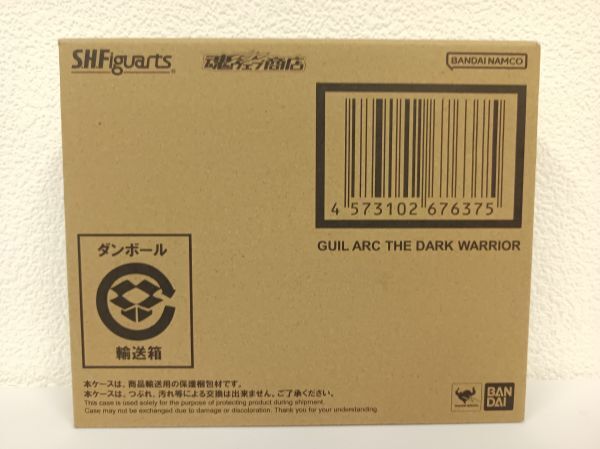 S.H.Figuarts
魂ウェブ商店
BANDAI NAMCO
4 573102 676375
GUIL ARC THE DARK WARRIOR
ダンボール
輸送箱
本ケースは、商品輸送用の保護梱包材です。
本ケースは、つぶれ、汚れ等による交換は出来ません。ご了承ください。
This case is used solely for the purpose of protecting product during shipment.
Case may not be exchanged due to damage or discoloration. Thank you for your understanding.
BAN
DAI